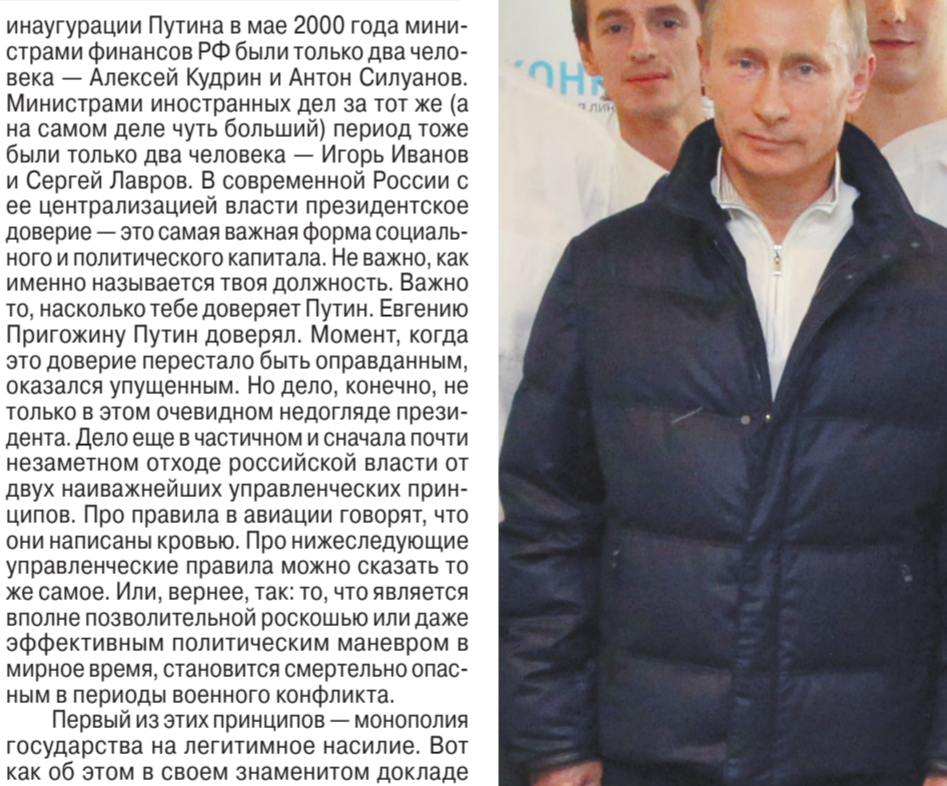 инаугурации Путина в мае 2000 года мини-
страми финансов РФ были только два чело-
века — Алексей Кудрин и Антон Силуанов.
Министрами иностранных дел за тот же (а
на самом деле чуть больший) период тоже
были только два человека — Игорь Иванов
и Сергей Лавров. В современной России с
ее централизацией власти президентское
доверие — это самая важная форма социаль-
ного и политического капитала. Не важно, как
именно называется твоя должность. Важно
то, насколько тебе доверяет Путин. Евгению
Пригожину Путин доверял. Момент, когда
это доверие перестало быть оправданным,
оказался упущенным. Но дело, конечно, не
только в этом очевидном недогляде прези-
дента. Дело еще в частичном и сначала почти
незаметном отходе российской власти от
двух наиважнейших управленческих прин-
ципов. Про правила в авиации говорят, что
они написаны кровью. Про нижеследующие
управленческие правила можно сказать то
же самое. Или, вернее, так: то, что является
вполне позволительной роскошью или даже
эффективным политическим маневром в
мирное время, становится смертельно опас-
ным в периоды военного конфликта.
Первый из этих принципов — монополия
государства на легитимное насилие. Вот
как об этом в своем знаменитом докладе